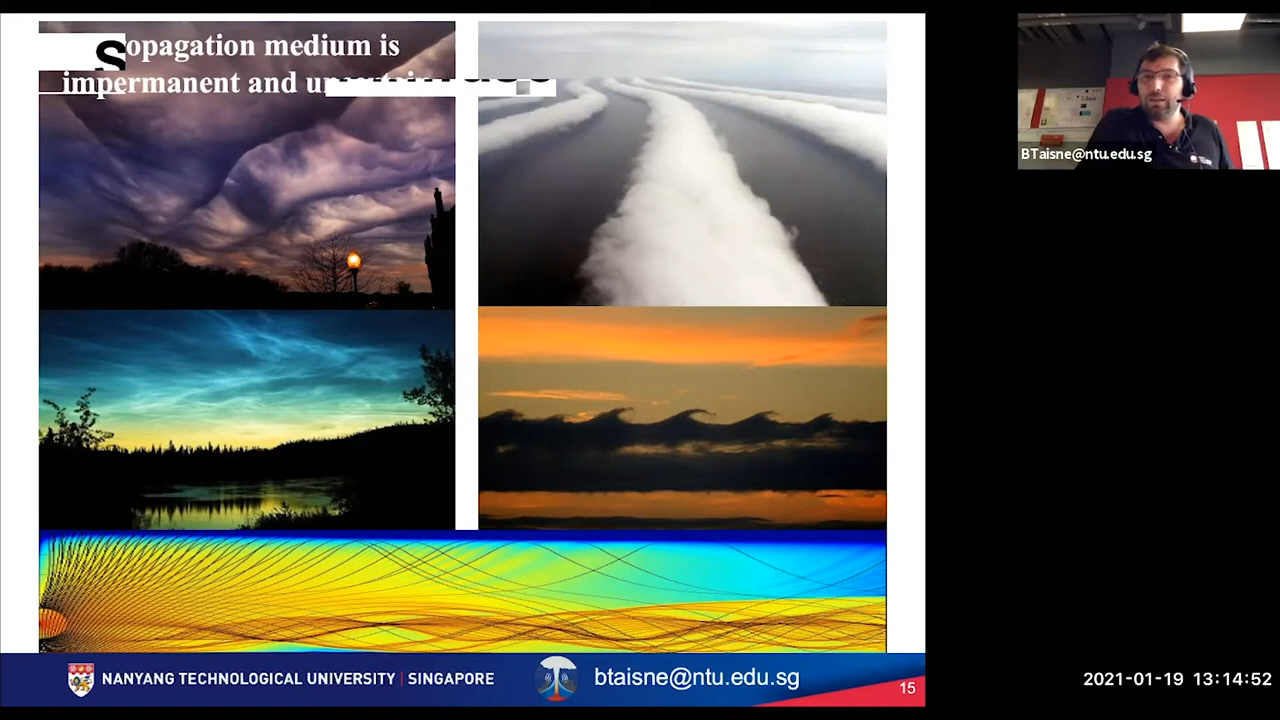 opagation medium is
impermanent and
BTaisne@ntu.edu.sg
NANYANG TECHNOLOGICAL UNIVERSITY | SINGAPORE
btaisne@ntu.edu.sg
15
2021-01-19 13:14:52